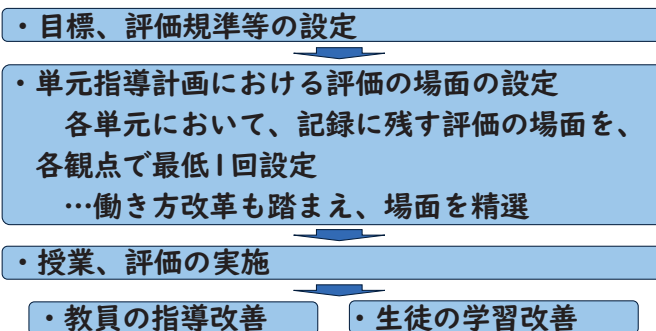 ・目標、評価規準等の設定
・単元指導計画における評価の場面の設定
各単元において、記録に残す評価の場面を、
各観点で最低1回設定
…働き方改革も踏まえ、場面を精選
・授業、評価の実施
・教員の指導改善
・生徒の学習改善